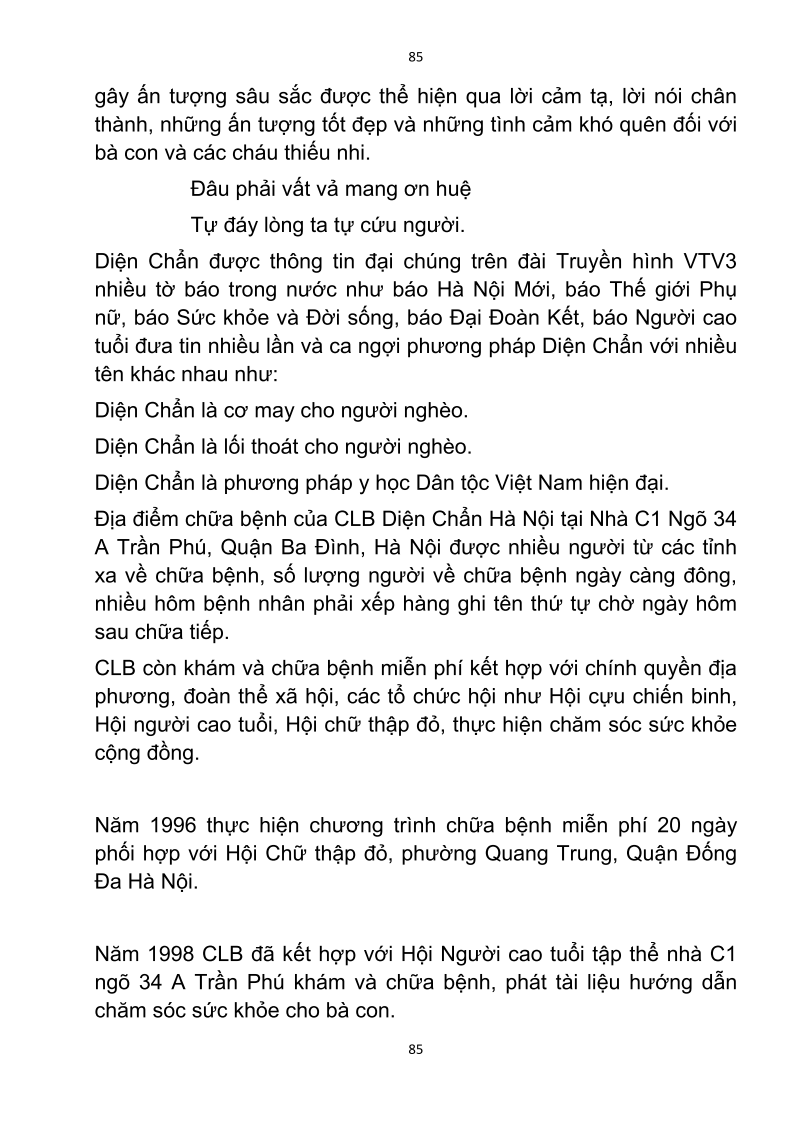 85
gây ấn tượng sâu sắc được thể hiện qua lời cảm tạ, lời nói chân
thành, những ấn tượng tốt đẹp và những tình cảm khó quên đối với
bà con và các cháu thiếu nhi.
Đâu phải vất vả mang ơn huệ
Tự đáy lòng ta tự cứu người.
Diện Chẩn được thông tin đại chúng trên đài Truyền hình VTV3
nhiều tờ báo trong nước như báo Hà Nội Mới, báo Thế giới Phụ
nữ, báo Sức khỏe và Đời sống, báo Đại Đoàn Kết, báo Người cao
tuổi đưa tin nhiều lần và ca ngợi phương pháp Diện Chẩn với nhiều
tên khác nhau như:
Diện Chẩn là cơ may cho người nghèo.
Diện Chẩn là lối thoát cho người nghèo.
Diện Chẩn là phương pháp y học Dân tộc Việt Nam hiện đại.
Địa điểm chữa bệnh của CLB Diện Chẩn Hà Nội tại Nhà C1 Ngõ 34
A Trần Phú, Quận Ba Đình, Hà Nội được nhiều người từ các tỉnh
xa về chữa bệnh, số lượng người về chữa bệnh ngày càng đông,
nhiều hôm bệnh nhân phải xếp hàng ghi tên thứ tự chờ ngày hôm
sau chữa tiếp.
CLB còn khám và chữa bệnh miễn phí kết hợp với chính quyền địa
phương, đoàn thể xã hội, các tổ chức hội như Hội cựu chiến binh,
Hội người cao tuổi, Hội chữ thập đỏ, thực hiện chăm sóc sức khỏe
cộng đồng.
Năm 1996 thực hiện chương trình chữa bệnh miễn phí 20 ngày
phối hợp với Hội Chữ thập đỏ, phường Quang Trung, Quận Đống
Đa Hà Nội.
Năm 1998 CLB đã kết hợp với Hội Người cao tuổi tập thể nhà C1
ngõ 34 A Trần Phú khám và chữa bệnh, phát tài liệu hướng dẫn
chăm sóc sức khỏe cho bà con.
85